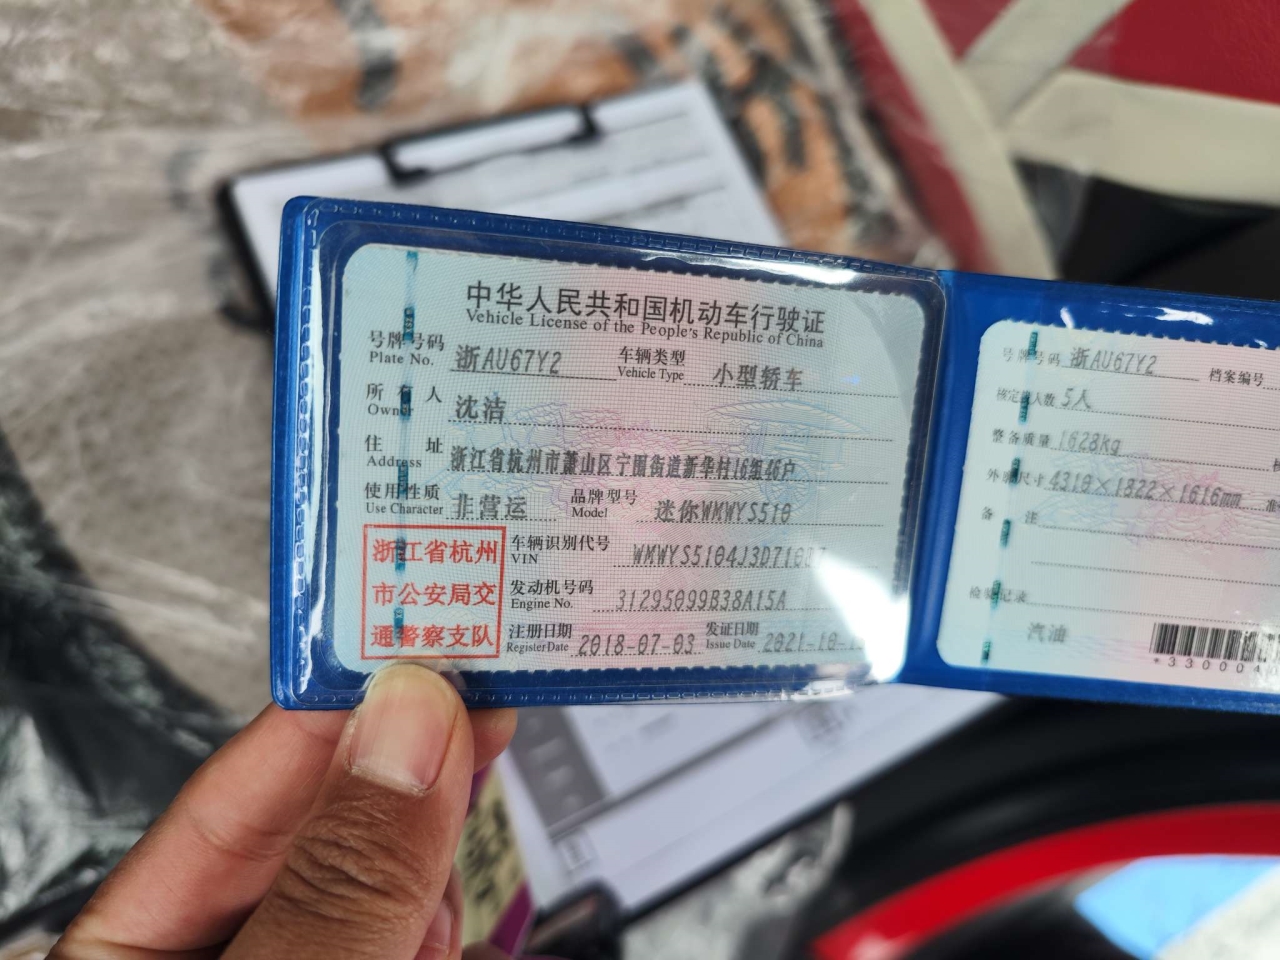 中华人民共和国机动车行驶证
Vehicle License of the People's Republic of China
号牌号码 浙AU67Y2 车辆类型 小型轿车
Plate No. Vehicle Type
所有人 沈洁
Owner
住址 浙江省杭州市萧山区宁围街道新华村16组46户
Address
使用性质 非营运 品牌型号 迷你WMWYS510
Use Character Model
浙江省杭州
市公安局交
通警察支队
车辆识别代号 WMWYS5104J3D71037
VIN
发动机号码 31295099B38A15A
Engine No.
注册日期 2018-07-03 发证日期 2021-10-
Register Date Issue Date
号牌号码 浙AU67Y2 档案编号
核定载人数 5人
整备质量 1628kg
外廓尺寸 4310×1822×1616mm 准
备注
检验记录
汽油
*330004